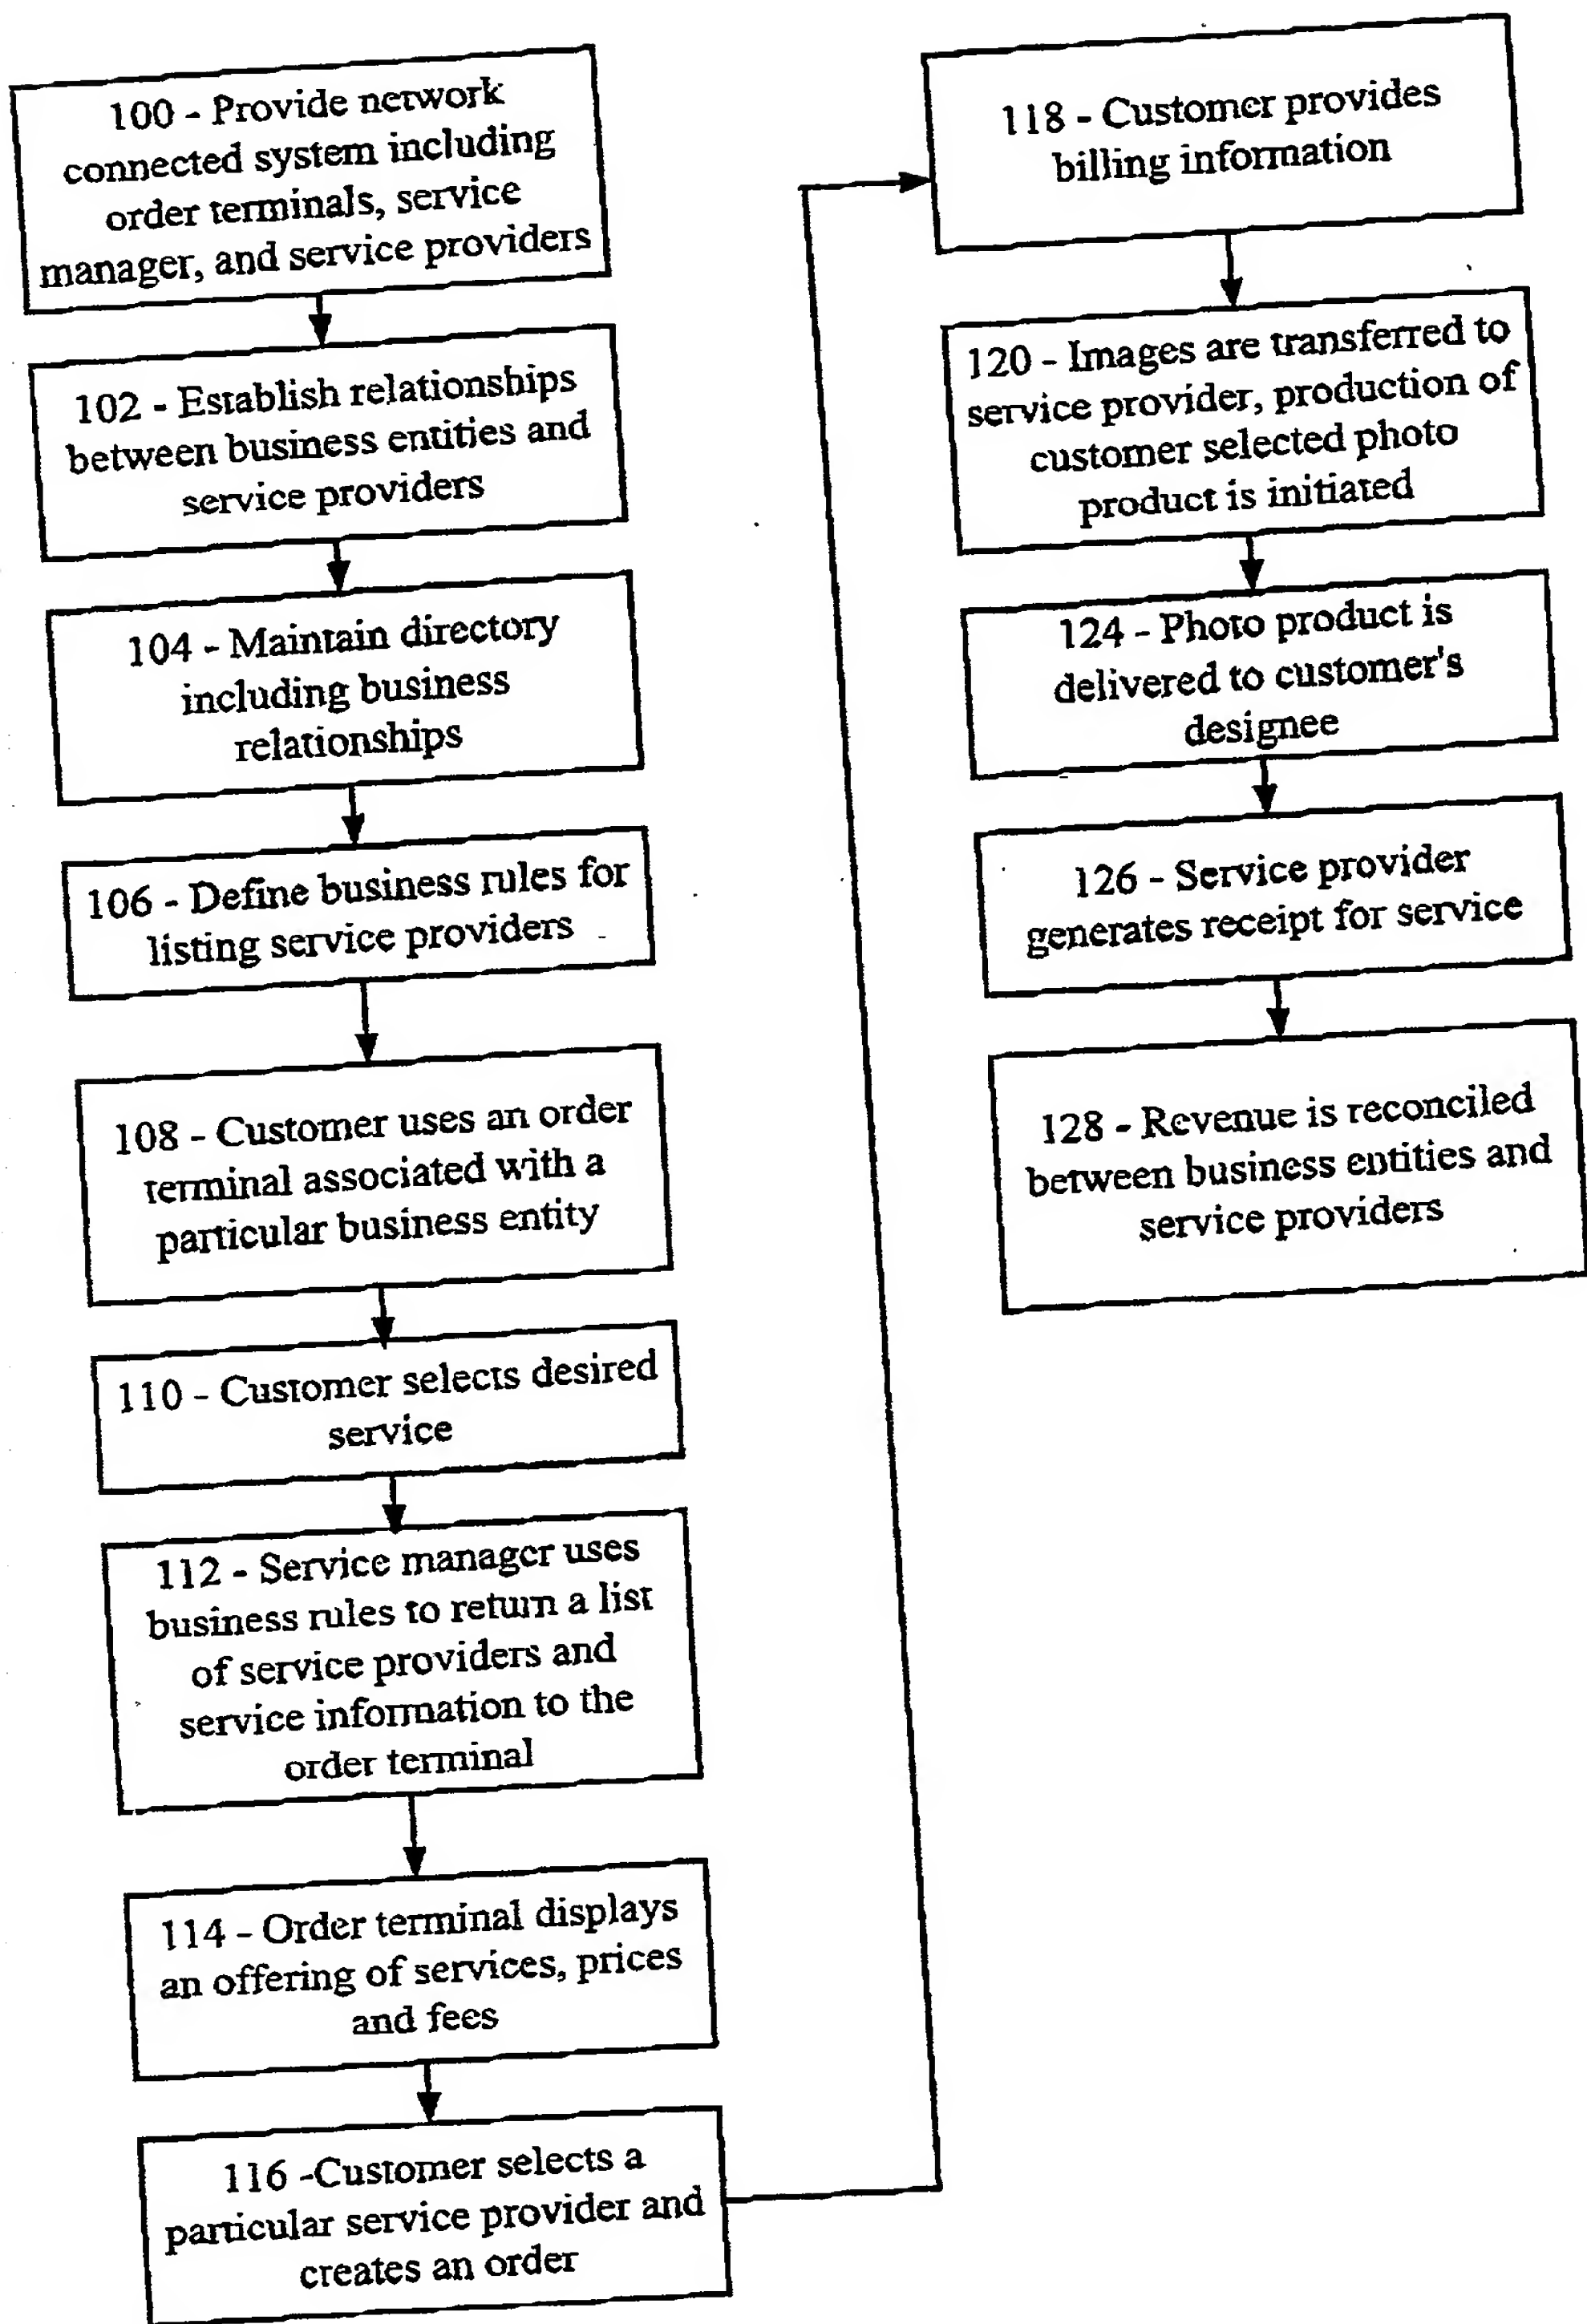 100 - Provide network
connected system including
order terminals, service
manager, and service providers
102 - Establish relationships
between business entities and
service providers
104 - Maintain directory
including business
relationships
106 - Define business rules for
listing service providers
108 - Customer uses an order
terminal associated with a
particular business entity
110 - Customer selects desired
service
112 - Service manager uses
business rules to return a list
of service providers and
service information to the
order terminal
114 - Order terminal displays
an offering of services, prices
and fees
116 -Customer selects a
particular service provider and
creates an order
118 - Customer provides
billing information
120 - Images are transferred to
service provider, production of
customer selected photo
product is initiated
124 - Photo product is
delivered to customer's
designee
126 - Service provider
generates receipt for service
128 - Revenue is reconciled
between business entities and
service providers